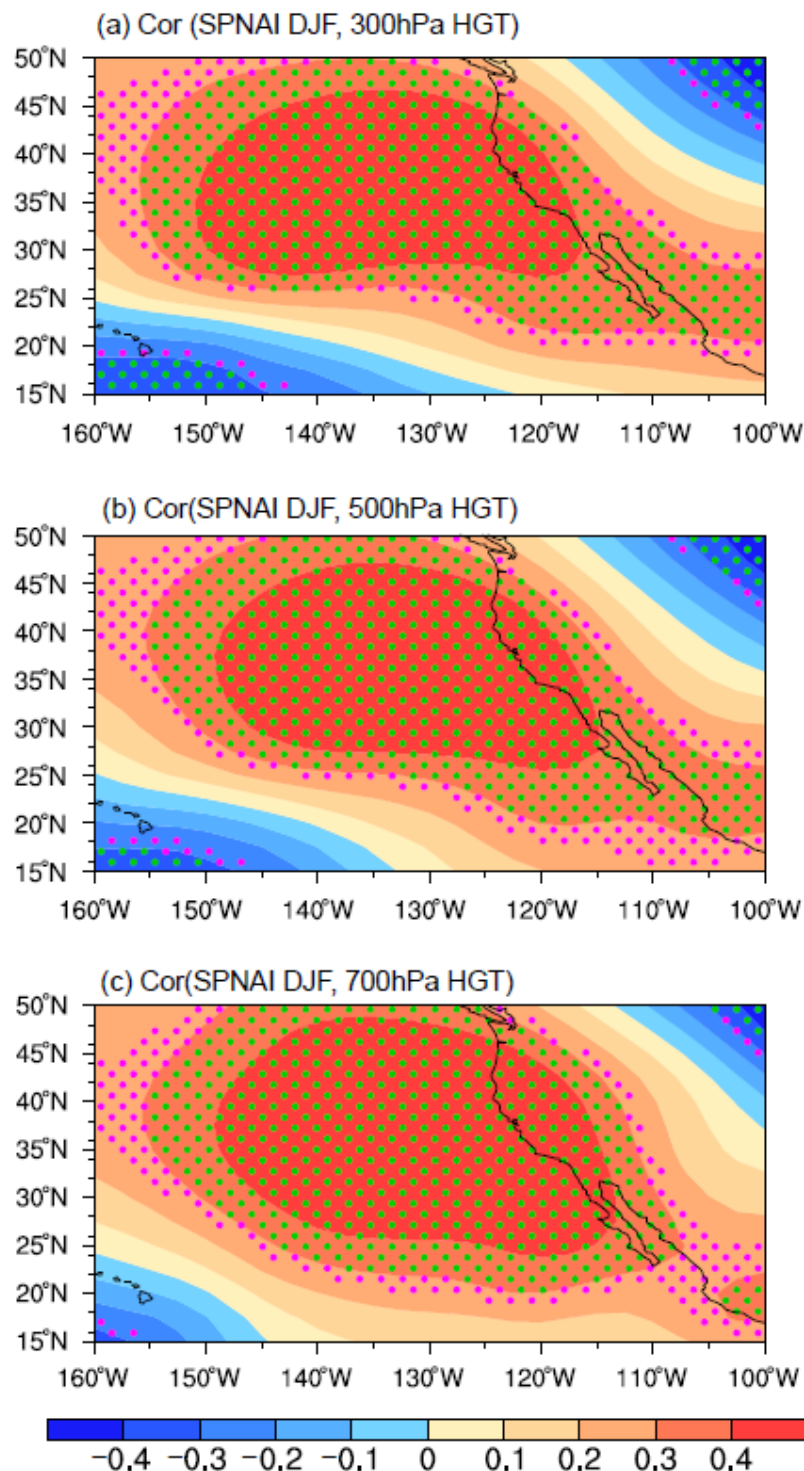 (a) Cor (SPNAI DJF, 300hPa HGT)
50°N
45°N
40°N
35°N
30°N
25°N
20°N
15°N
160°W 150°W 140°W 130°W 120°W 110°W 100°W
(b) Cor(SPNAI DJF, 500hPa HGT)
50°N
45°N
40°N
35°N
30°N
25°N
20°N
15°N
160°W 150°W 140°W 130°W 120°W 110°W 100°W
(c) Cor(SPNAI DJF, 700hPa HGT)
50°N
45°N
40°N
35°N
30°N
25°N
20°N
15°N
160°W 150°W 140°W 130°W 120°W 110°W 100°W
−0.4 −0.3 −0.2 −0.1 0 0.1 0.2 0.3 0.4